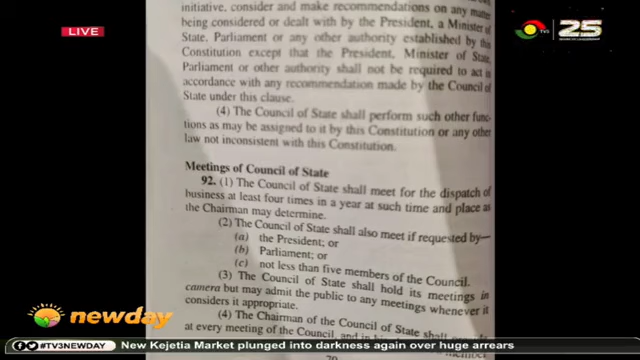 LIVE
initiative, consider and make recommendations on any matter
being considered or dealt with by the President, a Minister of
State, Parliament or any other authority established by this
Constitution except that the President, Minister of State,
Parliament or other authority shall not be required to act in
accordance with any recommendation made by the Council of
State under this clause.
(4) The Council of State shall perform such other func-
tions as may be assigned to it by this Constitution or any other
law not inconsistent with this Constitution.
Meetings of Council of State
92. (1) The Council of State shall meet for the dispatch of
business at least four times in a year at such time and place as
the Chairman may determine.
(2) The Council of State shall also meet if requested by—
(a) the President; or
(b) Parliament; or
(c) not less than five members of the Council.
(3) The Council of State shall hold its meetings in
camera but may admit the public to any meetings whenever it
considers it appropriate.
(4) The Chairman of the Council of State shall
at every meeting of the Council, and in
TV3
25
newday
#TV3NEWDAY
New Kejetia Market plunged into darkness again over huge arrears